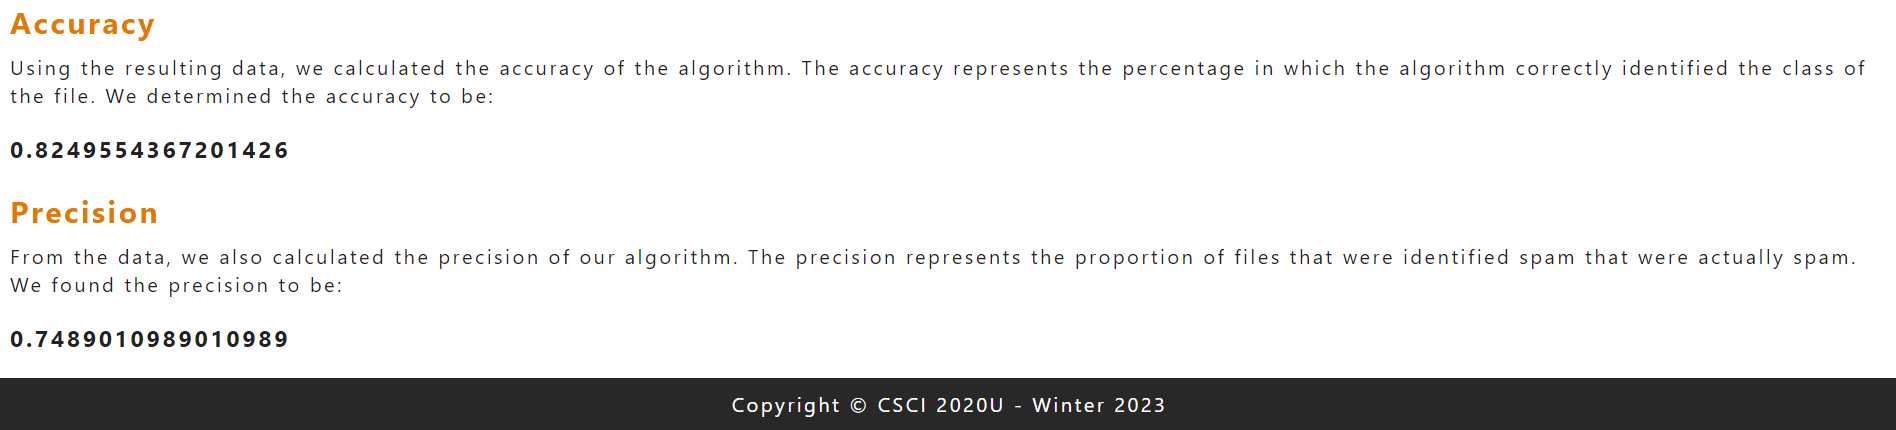 Accuracy
Using the resulting data, we calculated the accuracy of the algorithm. The accuracy represents the percentage in which the algorithm correctly identified the class of
the file. We determined the accuracy to be:
0.8249554367201426
Precision
From the data, we also calculated the precision of our algorithm. The precision represents the proportion of files that were identified spam that were actually spam.
We found the precision to be:
0.7489010989010989
Copyright © CSCI 2020U - Winter 2023